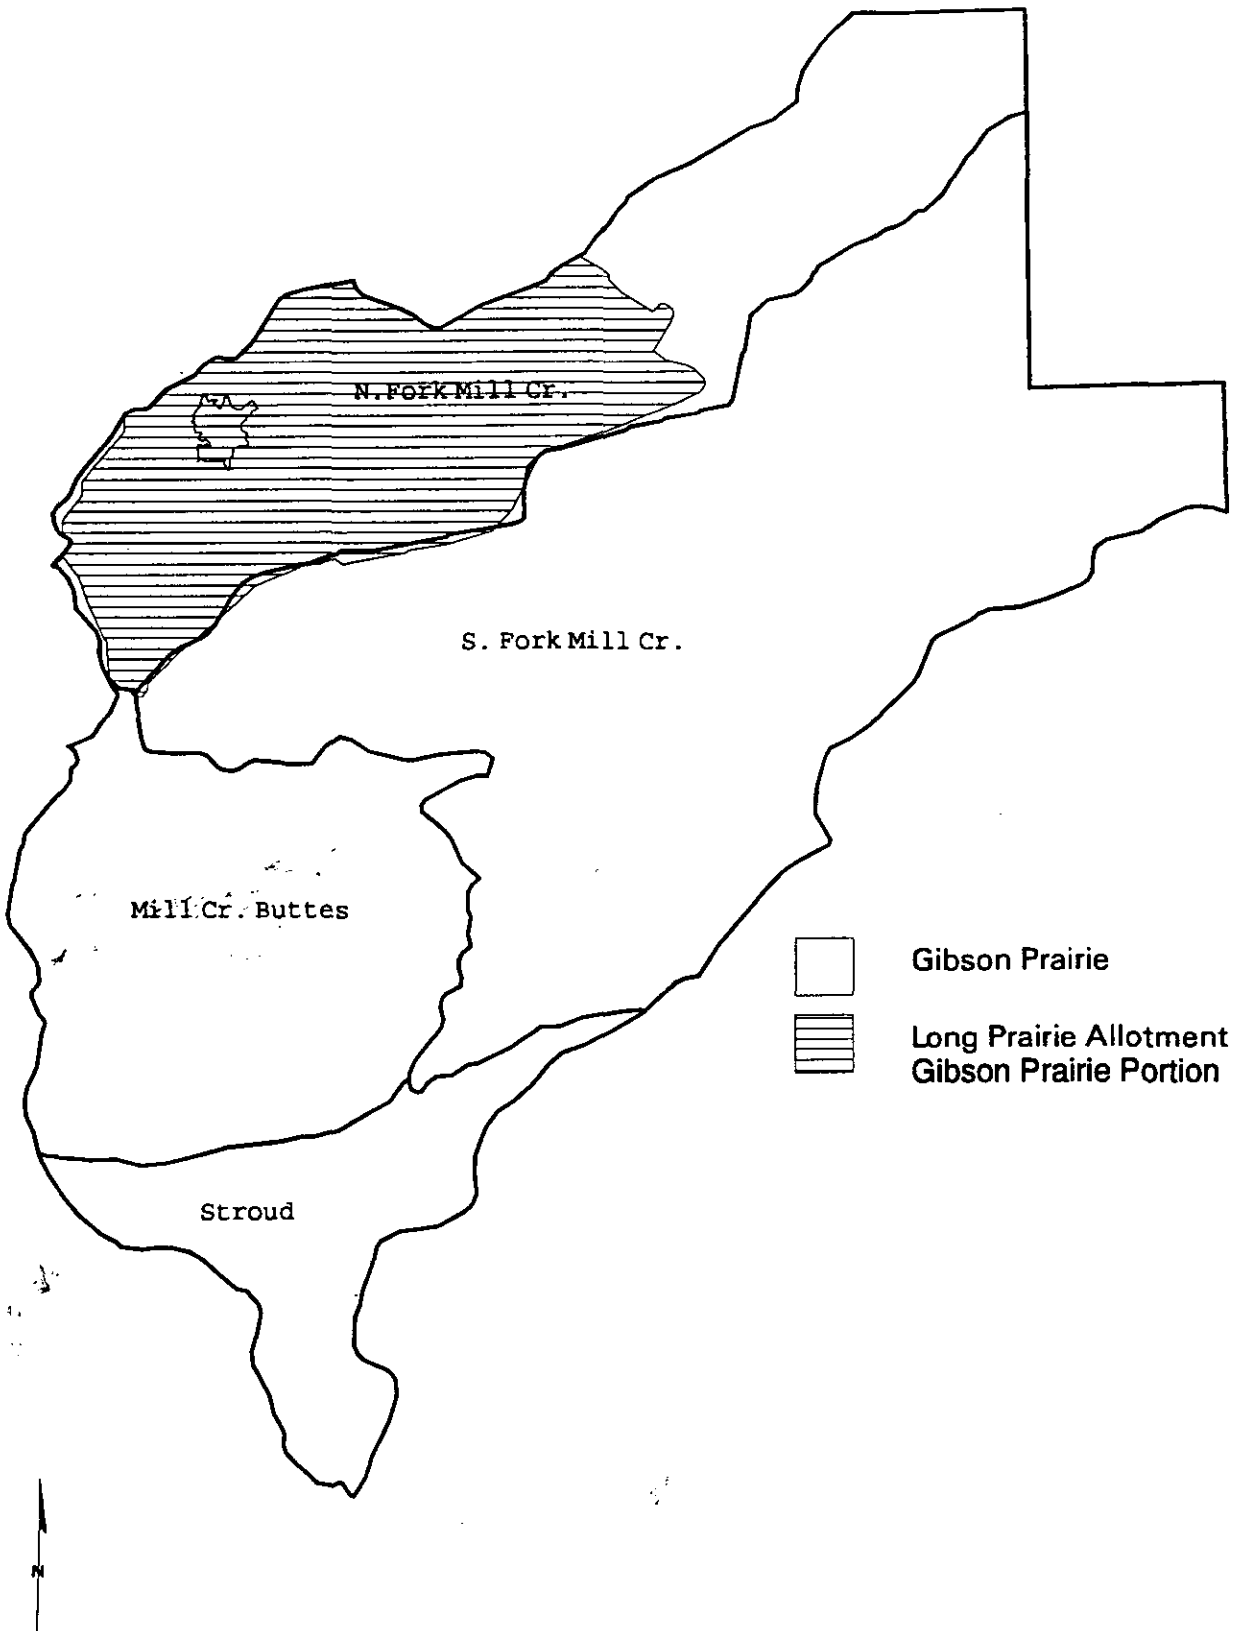 N. Fork Mill Cr.
S. Fork Mill Cr.
Mill Cr. Buttes
Gibson Prairie
Long Prairie Allotment
Gibson Prairie Portion
Stroud
N